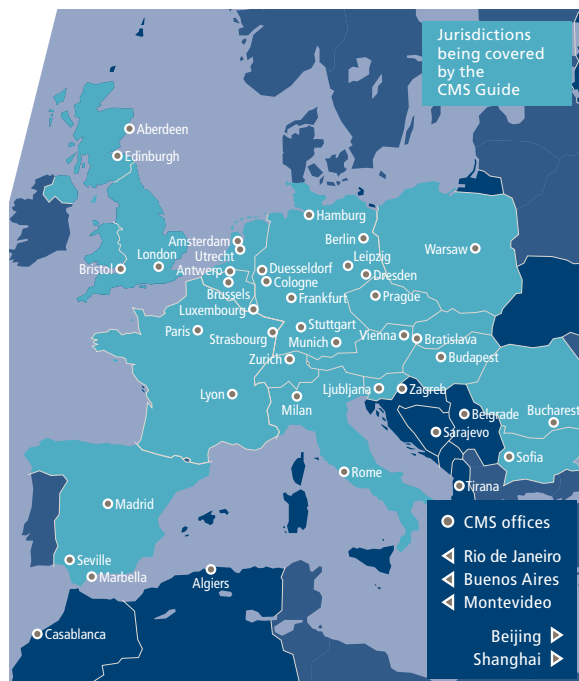 Jurisdictions
being covered
by the
CMS Guide
Aberdeen
Edinburgh
Hamburg
Amsterdam
Berlin
Utrecht
Warsaw
London
Leipzig
Bristol
Antwerp
Duesseldorf
Dresden
Cologne
Brussels
Frankfurt
Prague
Luxembourg
Paris
Strasbourg
Stuttgart
Munich
Vienna
Bratislava
Zurich
Budapest
Lyon
Ljubljana
Zagreb
Milan
Belgrade
Bucharest
Sarajevo
Sofia
Rome
Tirana
Madrid
Seville
Marbella
Algiers
Casablanca
CMS offices
Rio de Janeiro
Buenos Aires
Montevideo
Beijing
Shanghai